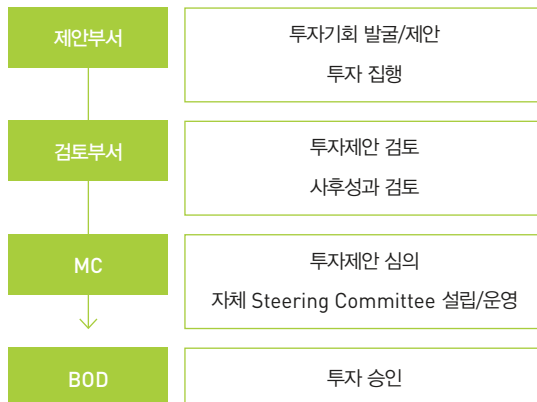 제안부서
투자기회 발굴/제안
투자 집행
검토부서
투자제안 검토
사후성과 검토
MC
투자제안 심의
자체 Steering Committee 설립/운영
BOD
투자 승인